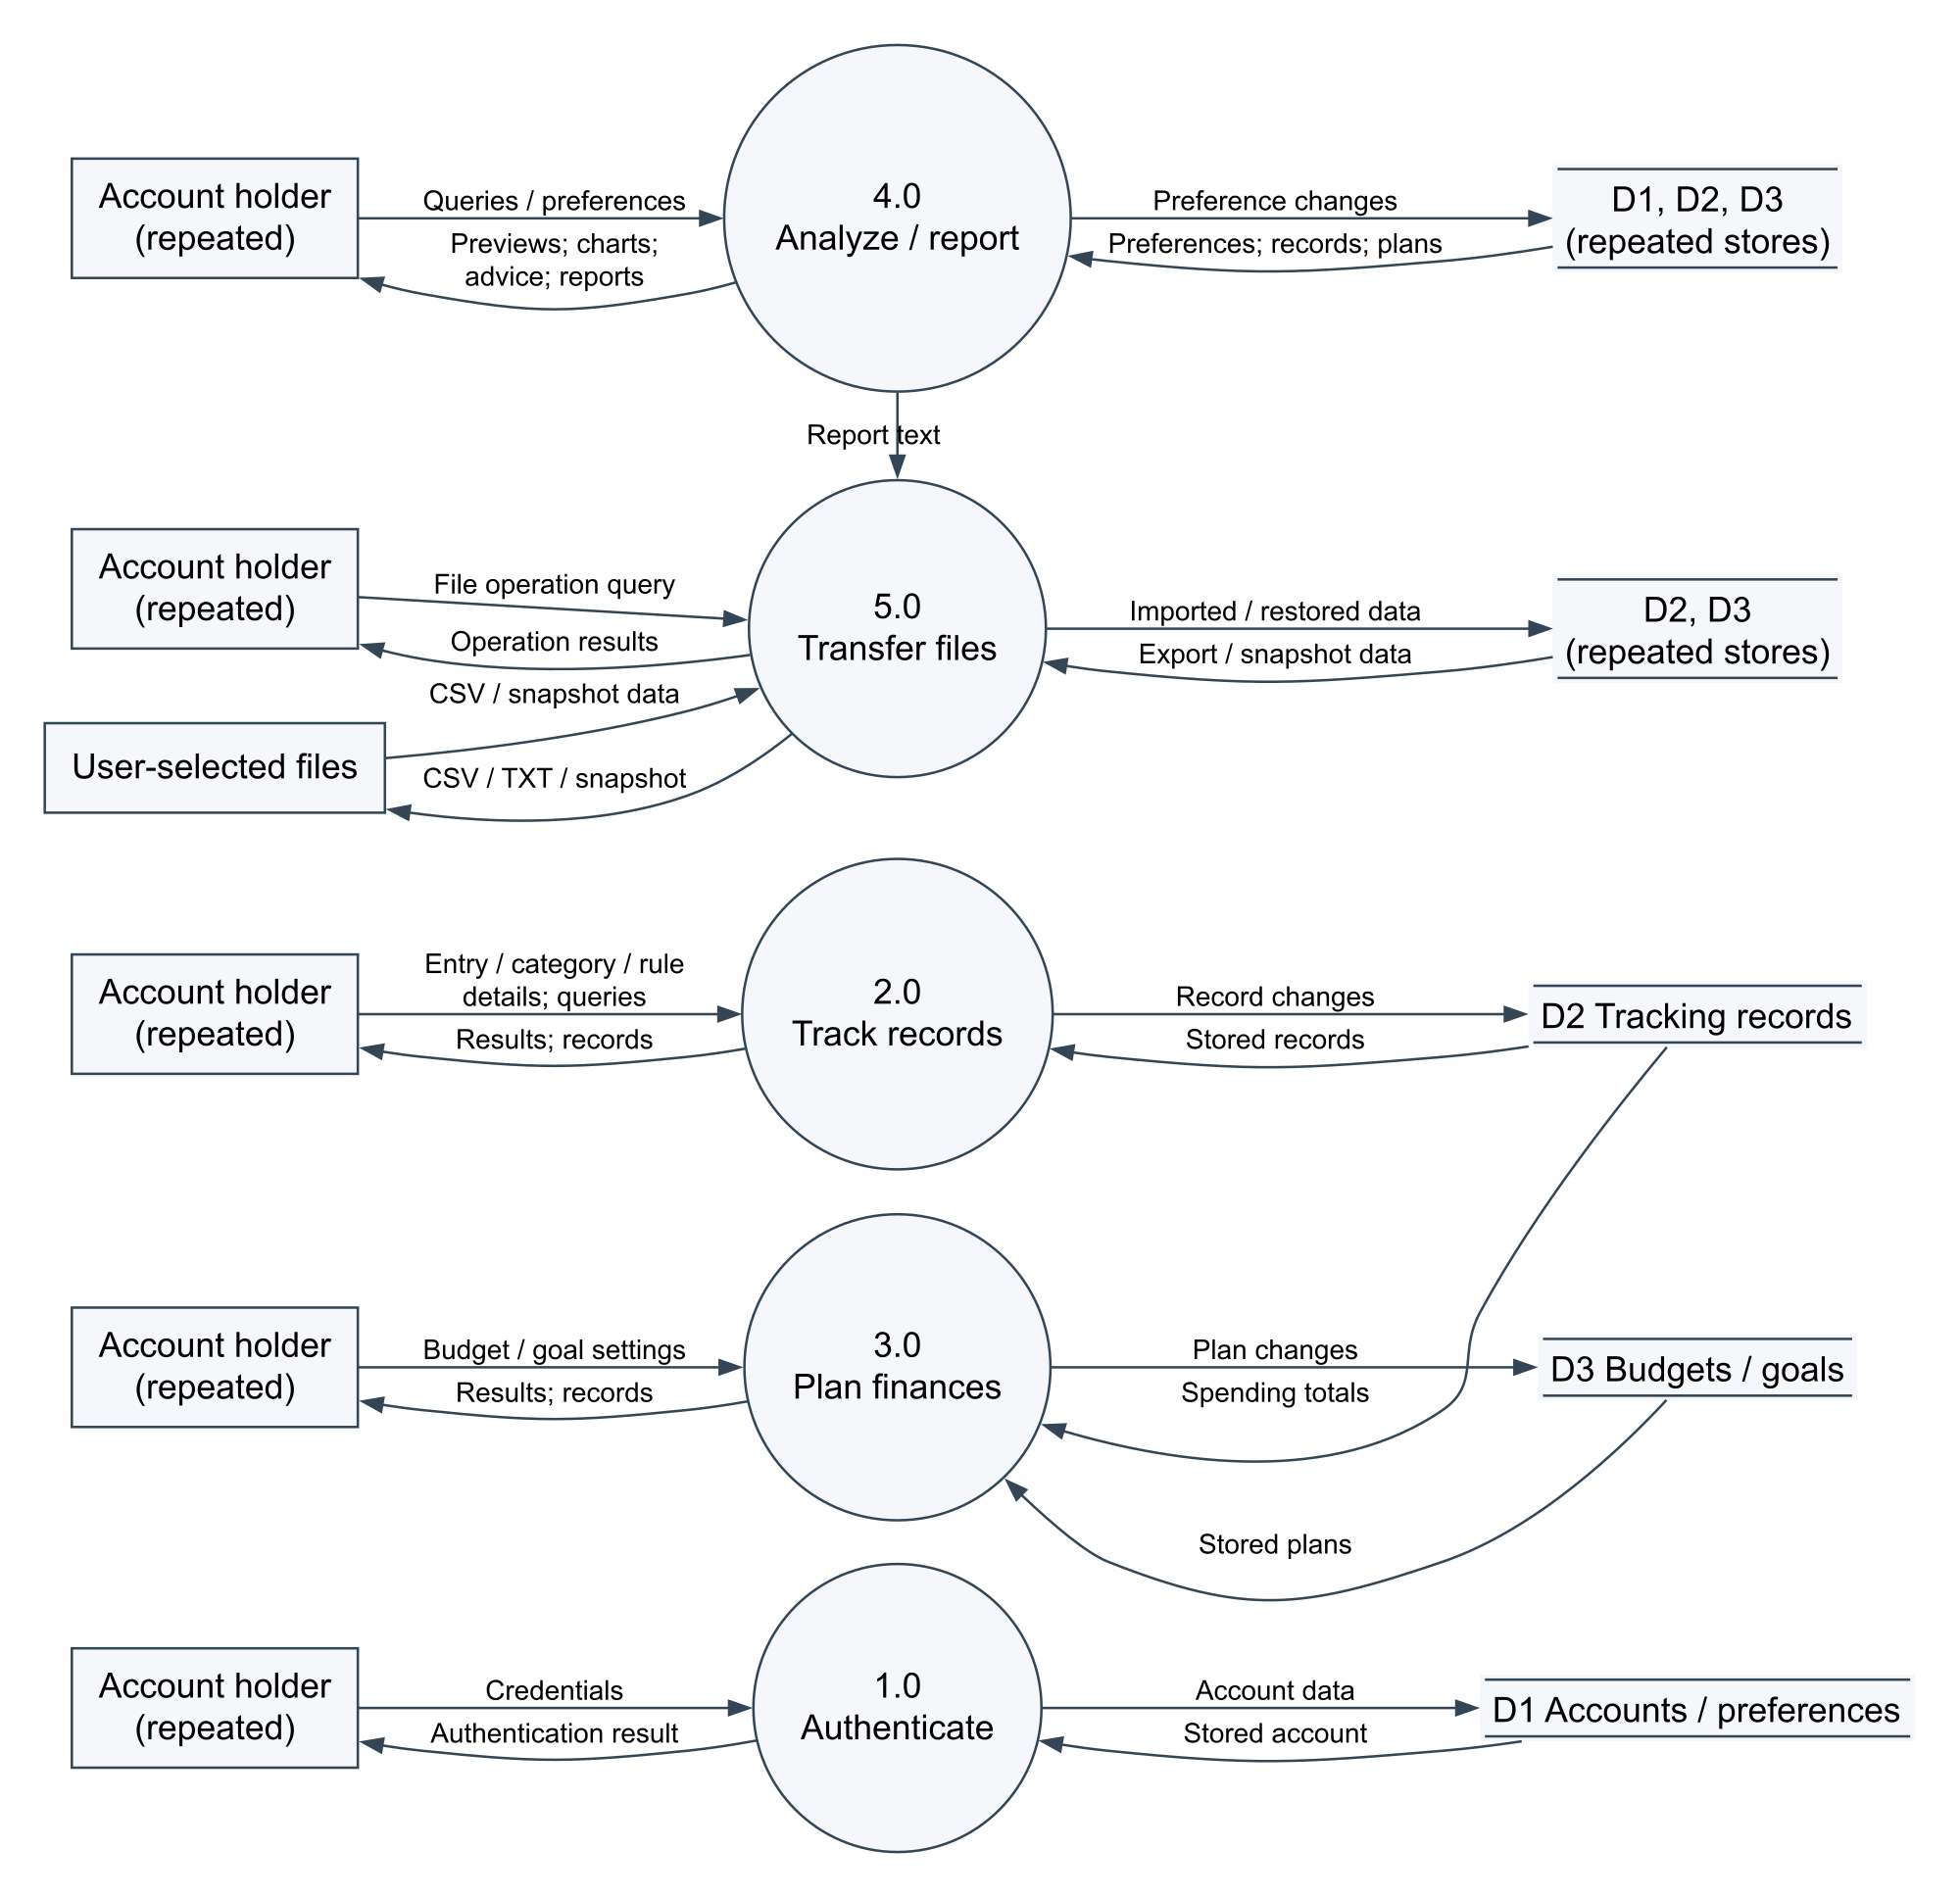 Account holder
(repeated)
Queries / preferences
Previews; charts;
advice; reports
4.0
Analyze / report
Preference changes
Preferences; records; plans
D1, D2, D3
(repeated stores)
Report text
Account holder
(repeated)
File operation query
Operation results
5.0
Transfer files
Imported / restored data
Export / snapshot data
D2, D3
(repeated stores)
CSV / snapshot data
User-selected files
CSV / TXT / snapshot
Account holder
(repeated)
Entry / category / rule
details; queries
Results; records
2.0
Track records
Record changes
Stored records
D2 Tracking records
Account holder
(repeated)
Budget / goal settings
Results; records
3.0
Plan finances
Plan changes
Spending totals
D3 Budgets / goals
Stored plans
Account holder
(repeated)
Credentials
Authentication result
1.0
Authenticate
Account data
Stored account
D1 Accounts / preferences